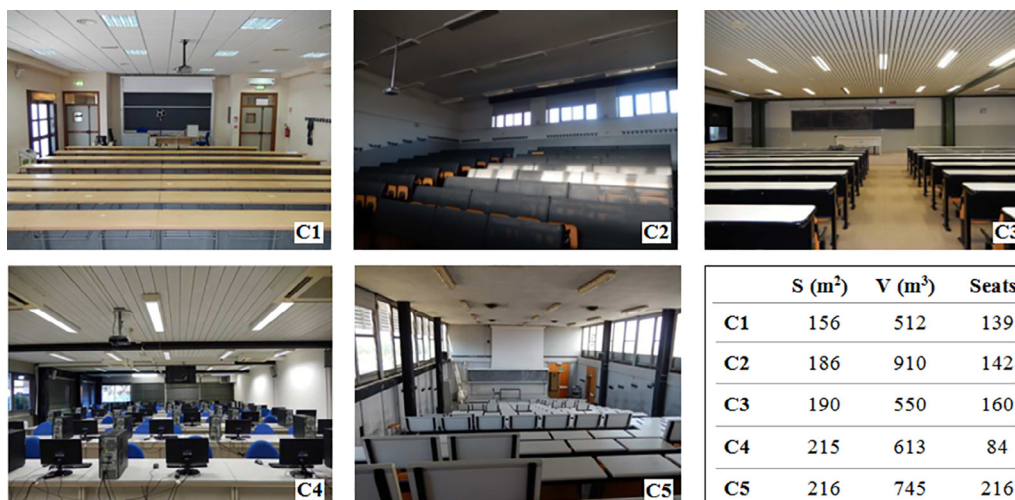 C1
C2
C3
C4
C5
S (m²) V (m³) Seats
C1 156 512 139
C2 186 910 142
C3 190 550 160
C4 215 613 84
C5 216 745 216